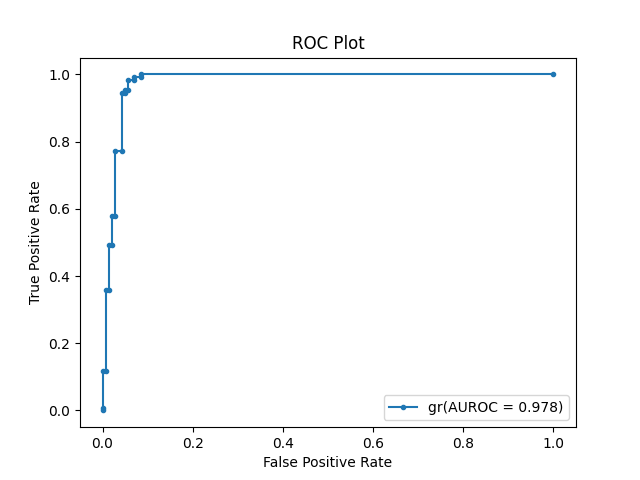 ROC Plot
1.0
0.8
0.6
0.4
0.2
0.0
True Positive Rate
gr(AUROC = 0.978)
0.0 0.2 0.4 0.6 0.8 1.0
False Positive Rate